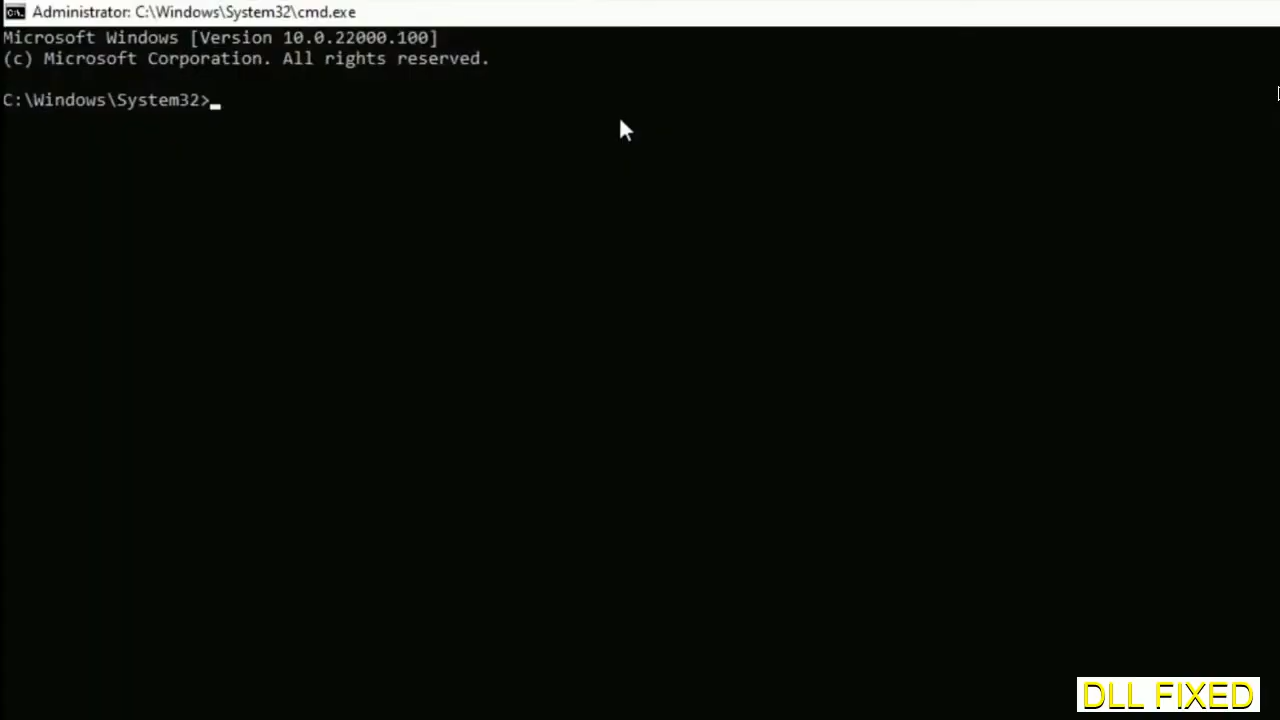 Administrator: C:\Windows\System32\cmd.exe
Microsoft Windows [Version 10.0.22000.100]
(c) Microsoft Corporation. All rights reserved.
C:\Windows\System32>
DLL FIXED